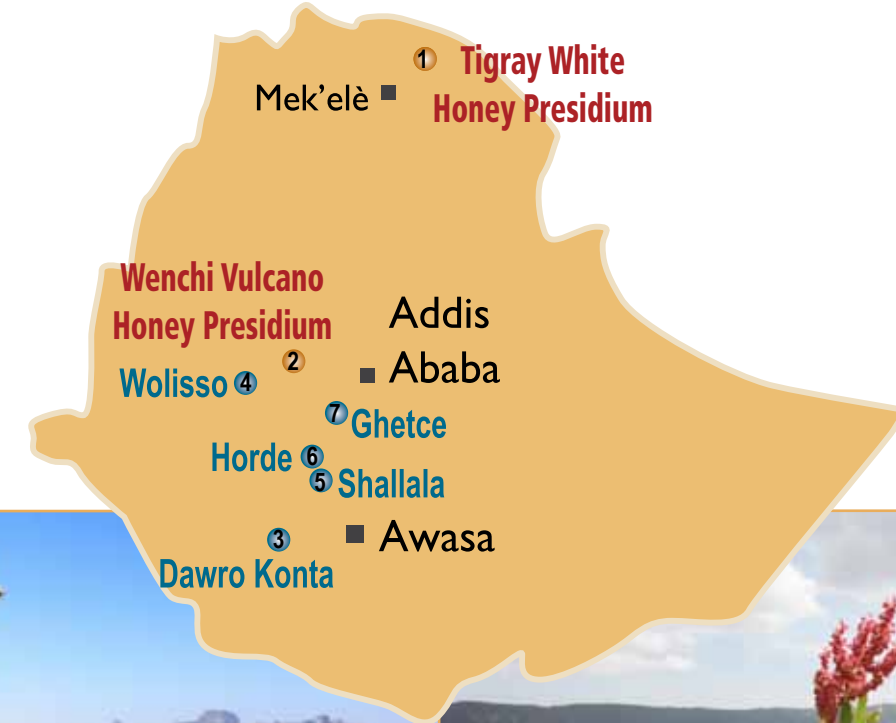 1 Tigray White
Mek'elè Honey Presidium
Wenchi Vulcano
Honey Presidium
Addis
Ababa
2
Wolisso 4
7 Ghetce
Horde 6
5 Shallala
3 Awasa
Dawro Konta